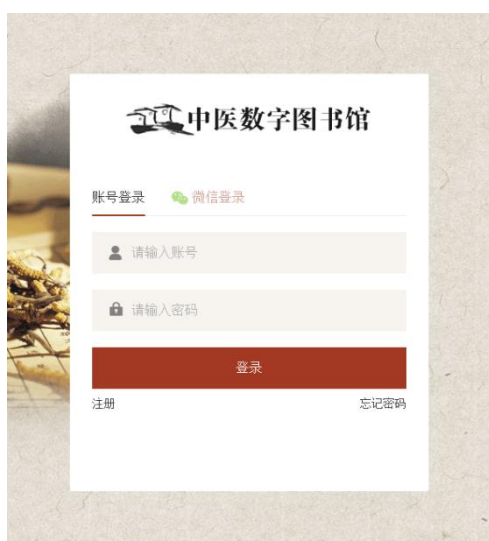 中医数字图书馆
账号登录 微信登录
请输入账号
请输入密码
登录
注册 忘记密码